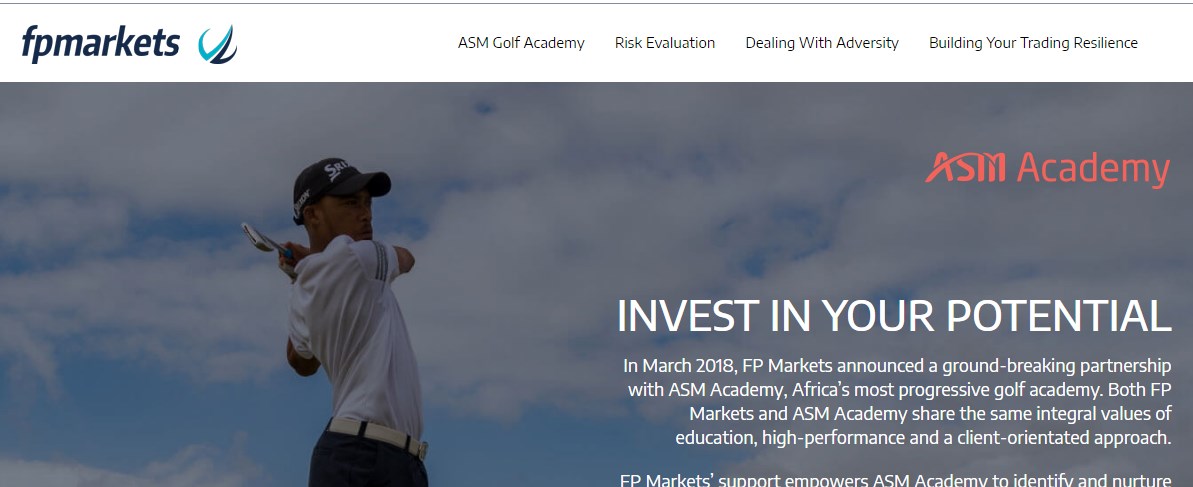 fpmarkets
ASM Golf Academy Risk Evaluation Dealing With Adversity Building Your Trading Resilience
ASM Academy
SRIXON
INVEST IN YOUR POTENTIAL
In March 2018, FP Markets announced a ground-breaking partnership
with ASM Academy, Africa's most progressive golf academy. Both FP
Markets and ASM Academy share the same integral values of
education, high-performance and a client-orientated approach.
FP Markets' support empowers ASM Academy to identify and nurture